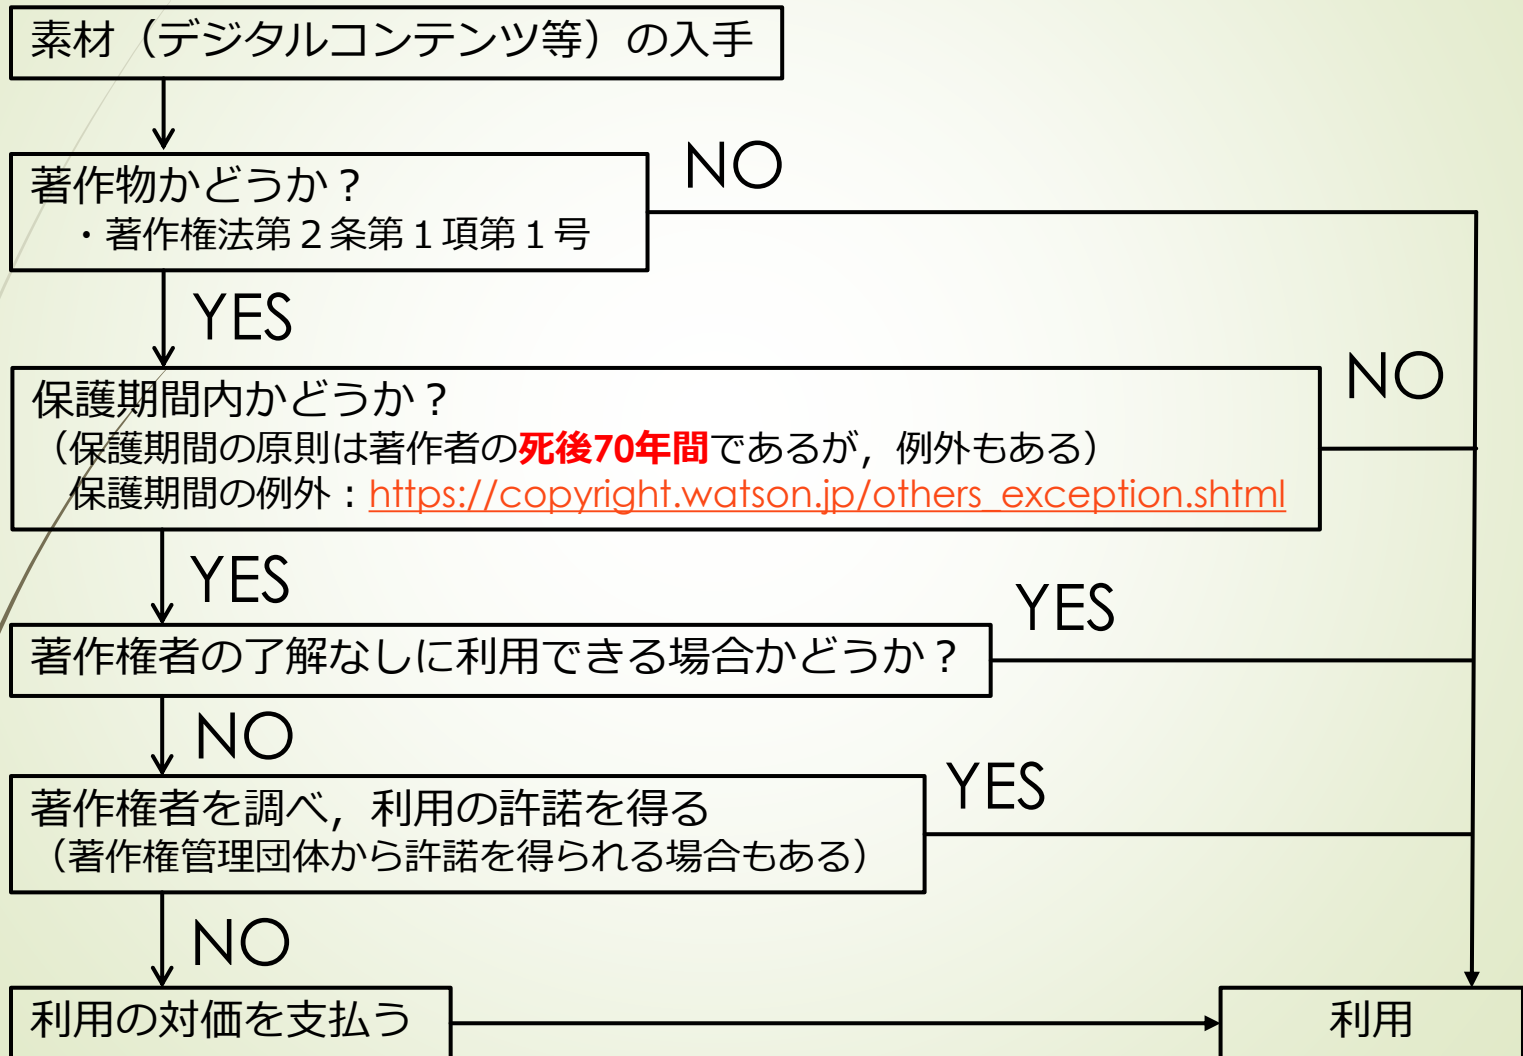 素材（デジタルコンテンツ等）の入手
著作物かどうか？
NO
・著作権法第２条第１項第１号
YES
保護期間内かどうか？
NO
（保護期間の原則は著作者の死後70年間であるが，例外もある）
保護期間の例外：https://copyright.watson.jp/others_exception.shtml
YES
YES
著作権者の了解なしに利用できる場合かどうか？
NO
著作権者を調べ，利用の許諾を得る
YES
（著作権管理団体から許諾を得られる場合もある）
NO
利用の対価を支払う
利用